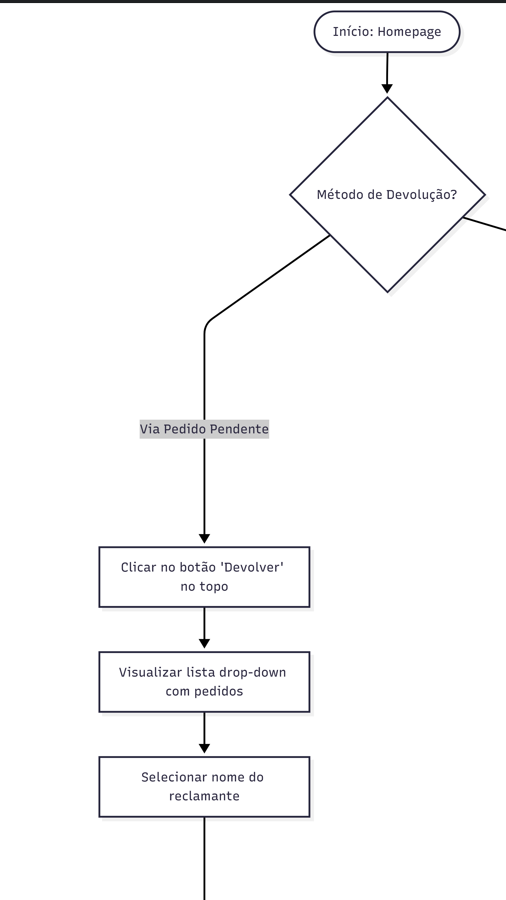 Início: Homepage
Método de Devolução?
Via Pedido Pendente
Clicar no botão 'Devolver'
no topo
Visualizar lista drop-down
com pedidos
Selecionar nome do
reclamante